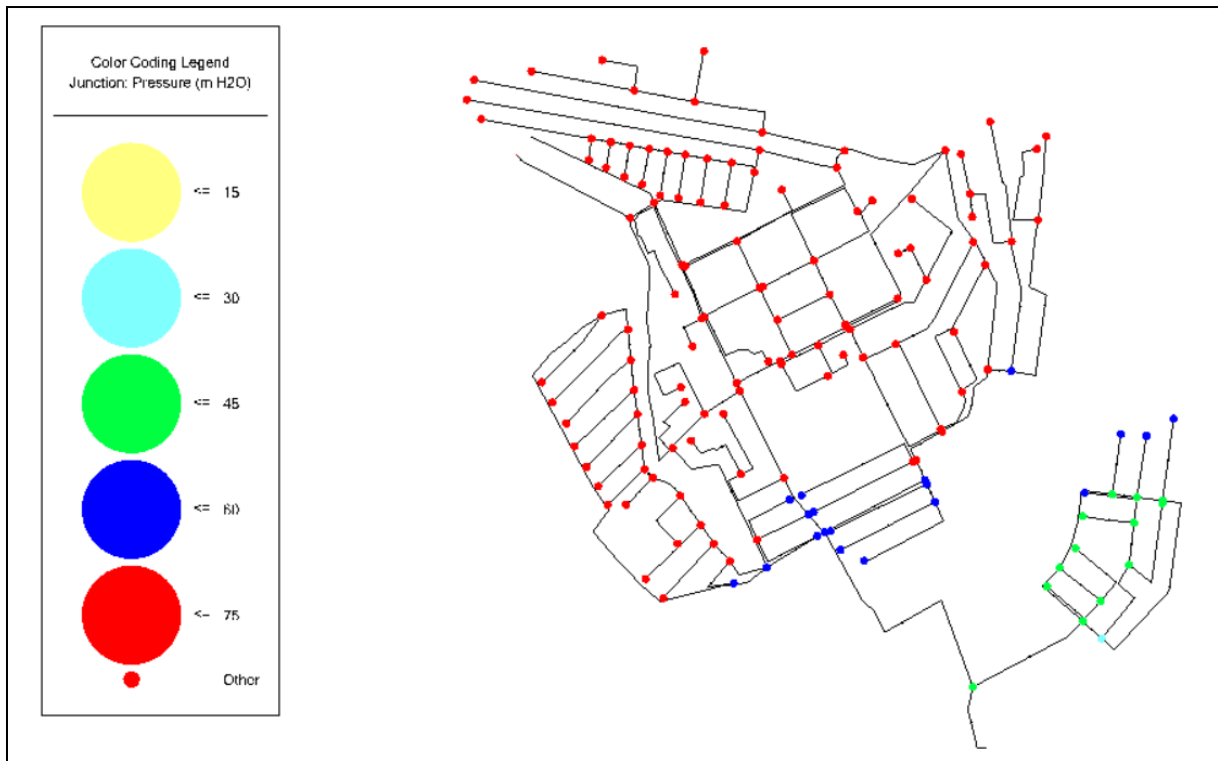 Color Coding Legend
Junction: Pressure (m H2O)
<= 15
<= 30
<= 45
<= 60
<= 75
Other